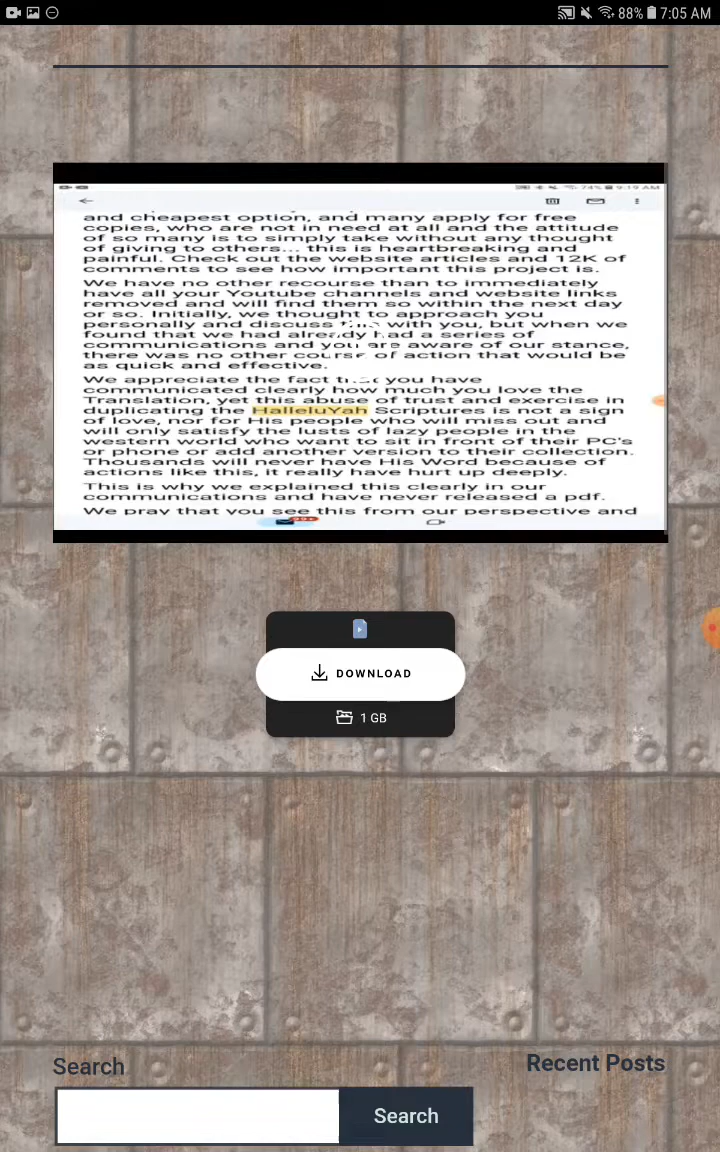 88% 7:05 AM
74% 9:19 AM
and cheapest option, and many apply for free
copies, who are not in need at all and the attitude
of so many is to simply take without any thought
of giving to others... this is heartbreaking and
painful. Check out the website articles and 12K of
comments to see how important this project is.
We have no other recourse than to immediately
have all your Youtube channels and website links
removed and will find them so within the next day
or so. Initially, we thought to approach you
personally and discuss this with you, but when we
found that we had already had a series of
communications and you are aware of our stance,
there was no other course of action that would be
as quick and effective.
We appreciate the fact that you have
communicated clearly how much you love the
Translation, yet this abuse of trust and exercise in
duplicating the HalleluYah Scriptures is not a sign
of love, nor for His people who will miss out and
will only satisfy the lusts of lazy people in the
western world who want to sit in front of their PC's
or phone or add another version to their collection.
Thousands will never have His Word because of
actions like this, it really have hurt up deeply.
This is why we explained this clearly in our
communications and have never released a pdf.
We pray that you see this from our perspective and
99+
DOWNLOAD
1 GB
Search
Recent Posts
Search